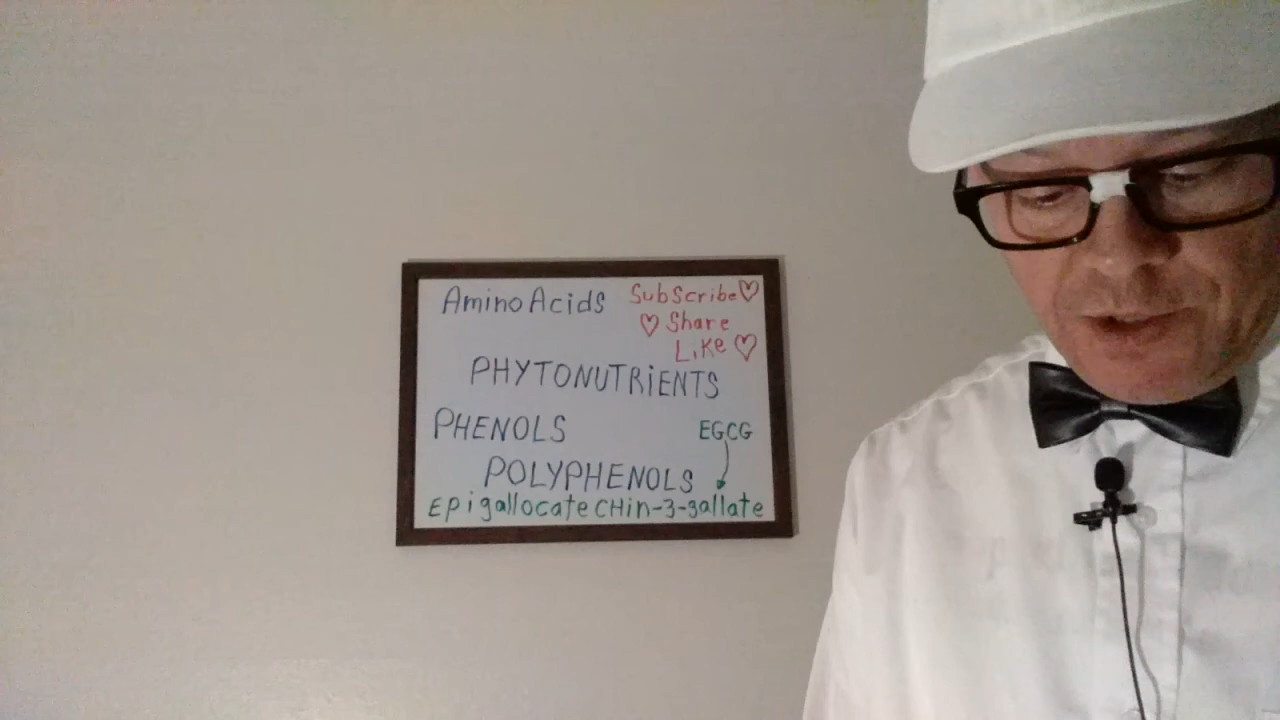 Amino Acids
Subscribe♡
♡ Share
Like ♡
PHYTONUTRiENTS
PHENOLS
EGCG
POLYPHENOLS
EpigallocateCHin-3-gallate